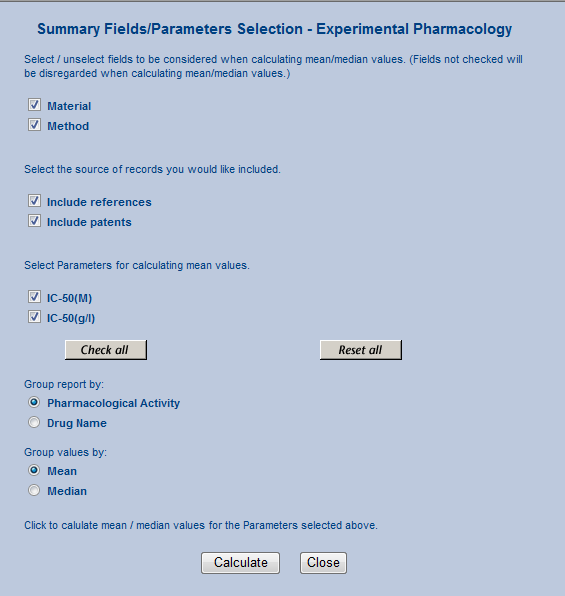 Summary Fields/Parameters Selection - Experimental Pharmacology
Select / unselect fields to be considered when calculating mean/median values. (Fields not checked will
be disregarded when calculating mean/median values.)
Material
Method
Select the source of records you would like included.
Include references
Include patents
Select Parameters for calculating mean values.
IC-50(M)
IC-50(g/l)
Check all
Reset all
Group report by:
Pharmacological Activity
Drug Name
Group values by:
Mean
Median
Click to calulate mean / median values for the Parameters selected above.
Calculate
Close